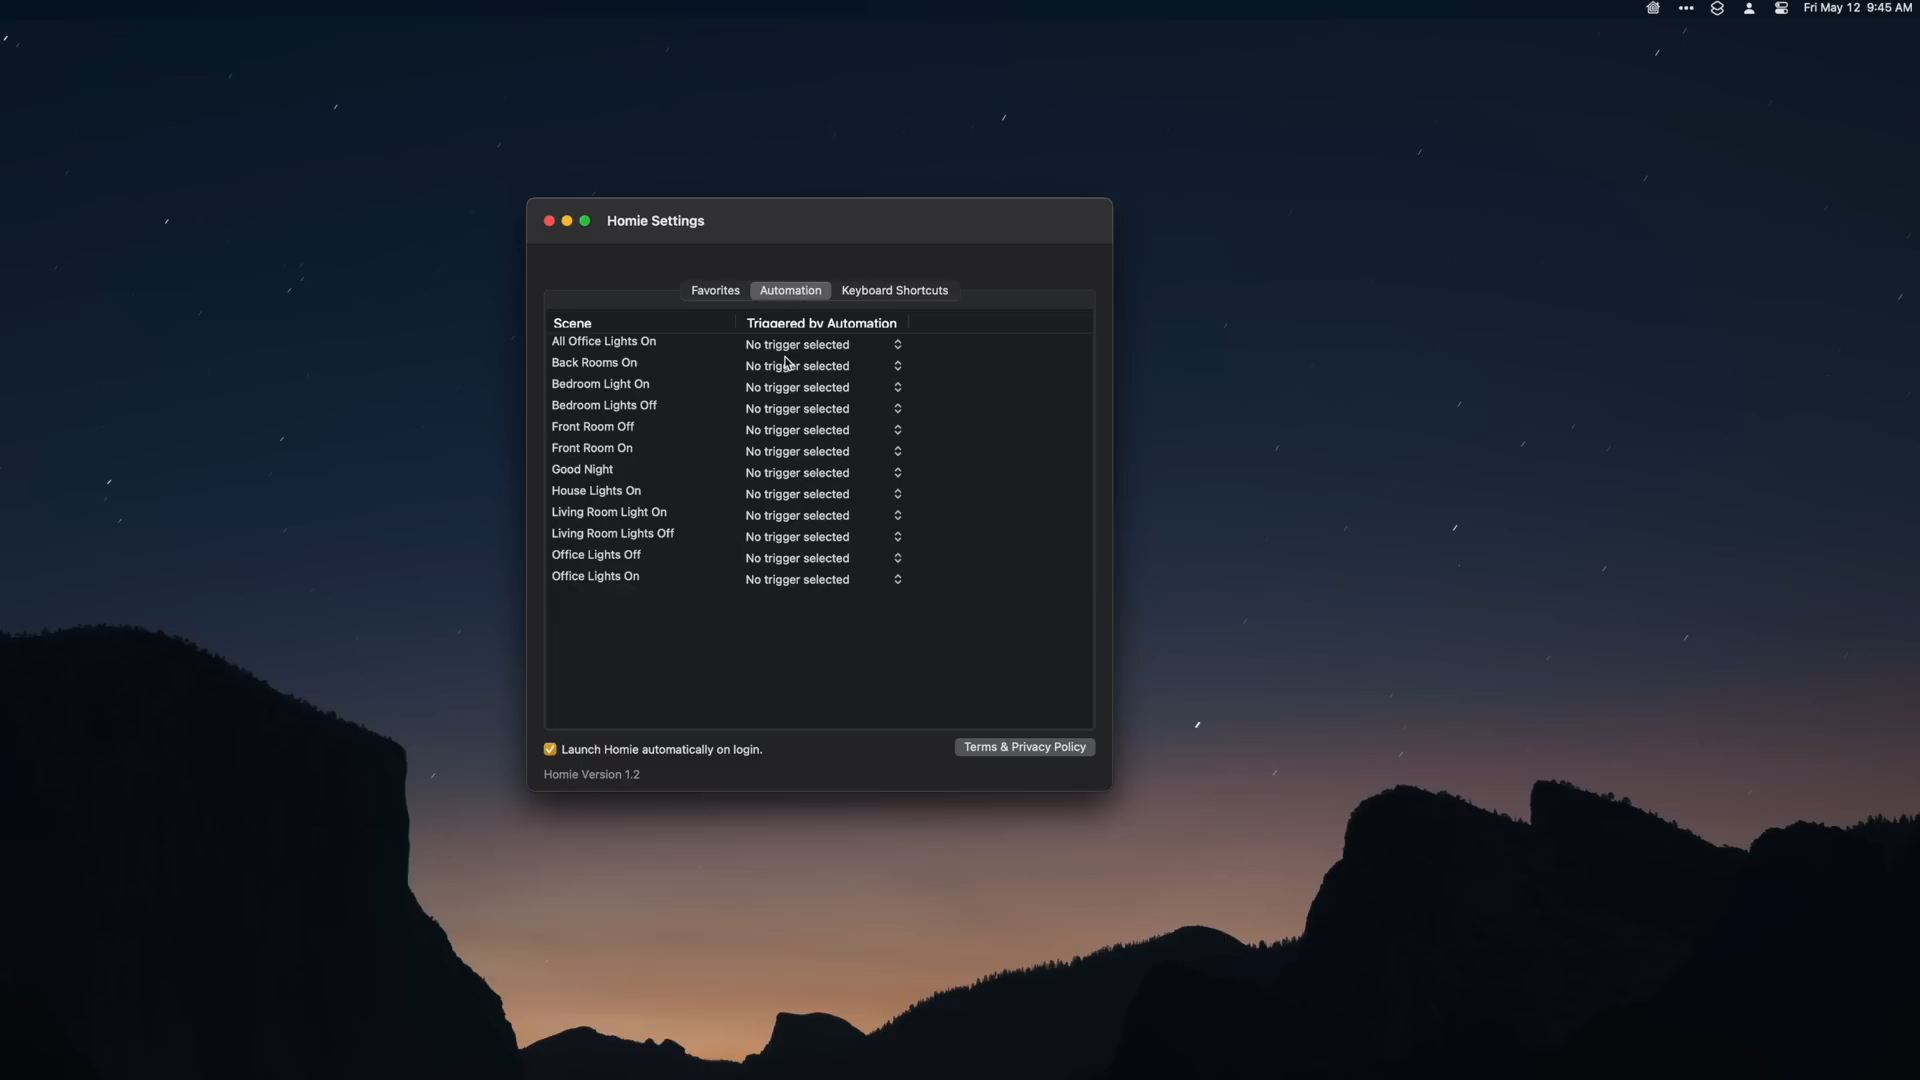 Fri May 12 9:45 AM
Homie Settings
Favorites Automation Keyboard Shortcuts
Scene Triggered by Automation
All Office Lights On No trigger selected
Back Rooms On No trigger selected
Bedroom Light On No trigger selected
Bedroom Lights Off No trigger selected
Front Room Off No trigger selected
Front Room On No trigger selected
Good Night No trigger selected
House Lights On No trigger selected
Living Room Light On No trigger selected
Living Room Lights Off No trigger selected
Office Lights Off No trigger selected
Office Lights On No trigger selected
Launch Homie automatically on login. Terms & Privacy Policy
Homie Version 1.2